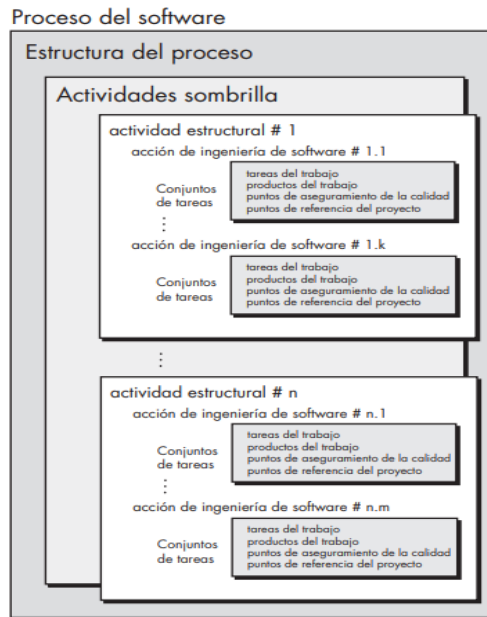 Proceso del software
Estructura del proceso
Actividades sombrilla
actividad estructural # 1
acción de ingeniería de software # 1.1
Conjuntos
de tareas
tareas del trabajo
productos del trabajo
puntos de aseguramiento de la calidad
puntos de referencia del proyecto
⋮
acción de ingeniería de software # 1.k
Conjuntos
de tareas
tareas del trabajo
productos del trabajo
puntos de aseguramiento de la calidad
puntos de referencia del proyecto
⋮
actividad estructural # n
acción de ingeniería de software # n.1
Conjuntos
de tareas
tareas del trabajo
productos del trabajo
puntos de aseguramiento de la calidad
puntos de referencia del proyecto
⋮
acción de ingeniería de software # n.m
Conjuntos
de tareas
tareas del trabajo
productos del trabajo
puntos de aseguramiento de la calidad
puntos de referencia del proyecto